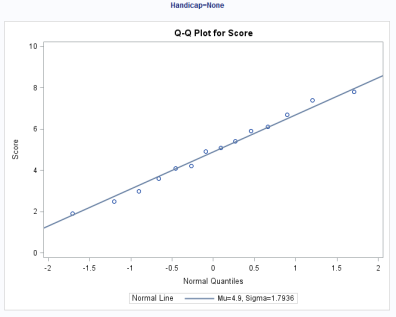 Handicap=None
Q-Q Plot for Score
10
8
6
4
2
0
Score
-2 -1.5 -1 -0.5 0 0.5 1 1.5 2
Normal Quantiles
Normal Line Mu=4.9, Sigma=1.7936